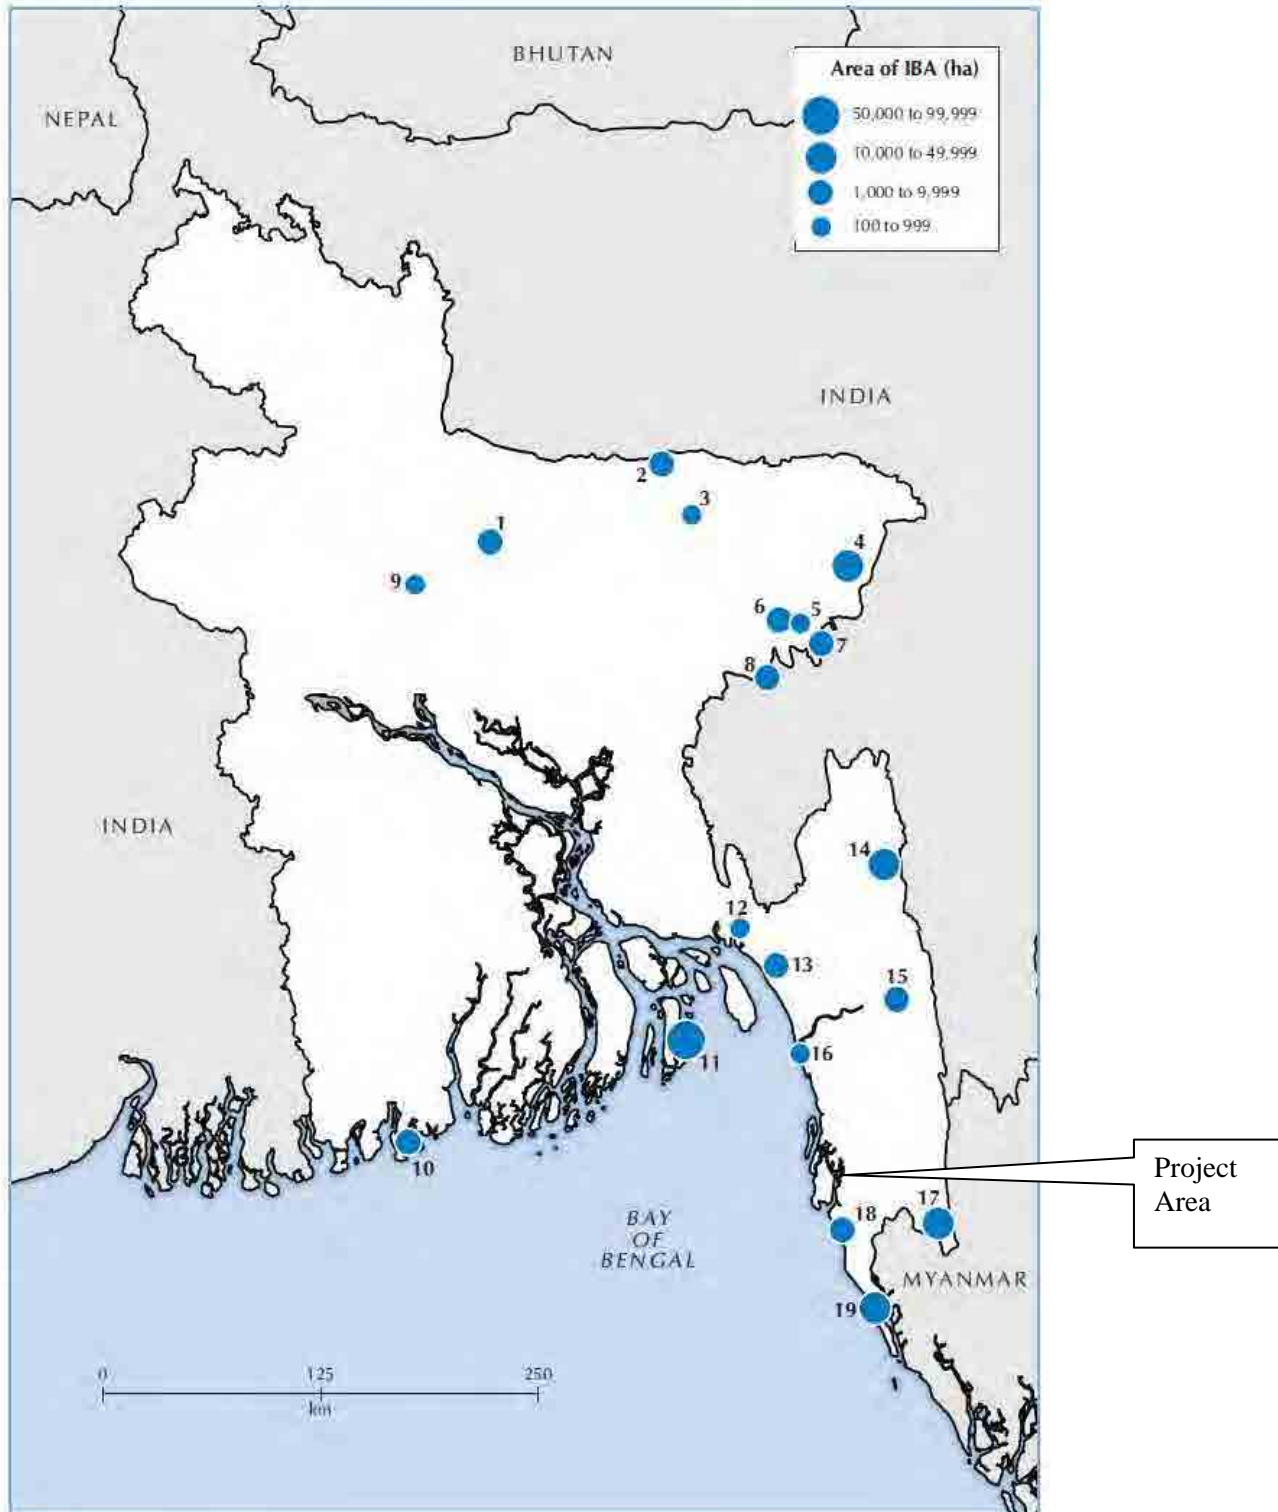 BHUTAN
Area of IBA (ha)
50,000 to 99,999
10,000 to 49,999
1,000 to 9,999
100 to 999
NEPAL
INDIA
2
3
1
4
9
6
5
7
8
INDIA
14
12
13
15
11
16
10
Project
Area
BAY
OF
BENGAL
18
17
MYANMAR
19
0
125
250
km